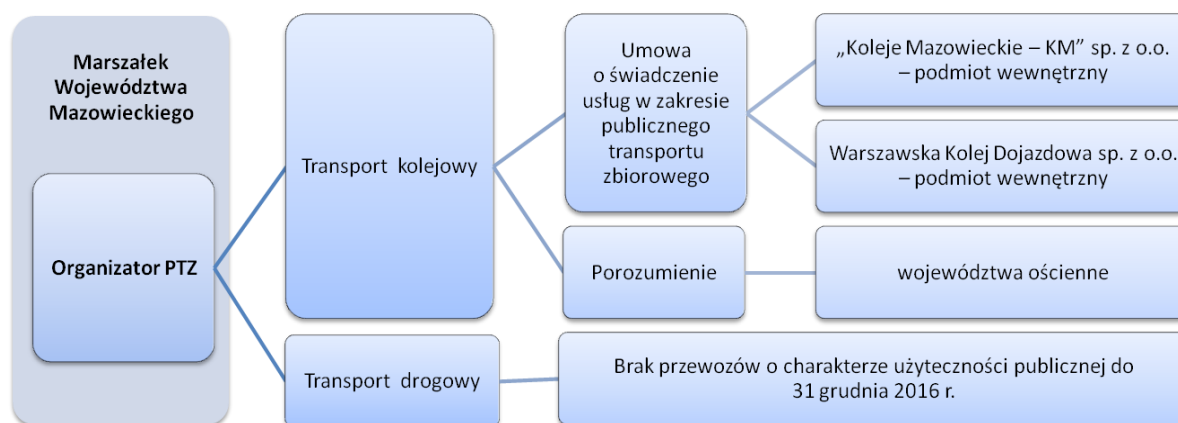 Marszałek
Województwa
Mazowieckiego
Organizator PTZ
Transport kolejowy
Transport drogowy
Umowa
o świadczenie
usług w zakresie
publicznego
transportu
zbiorowego
Porozumienie
„Koleje Mazowieckie – KM” sp. z o.o.
– podmiot wewnętrzny
Warszawska Kolej Dojazdowa sp. z o.o.
– podmiot wewnętrzny
województwa ościenne
Brak przewozów o charakterze użyteczności publicznej do
31 grudnia 2016 r.